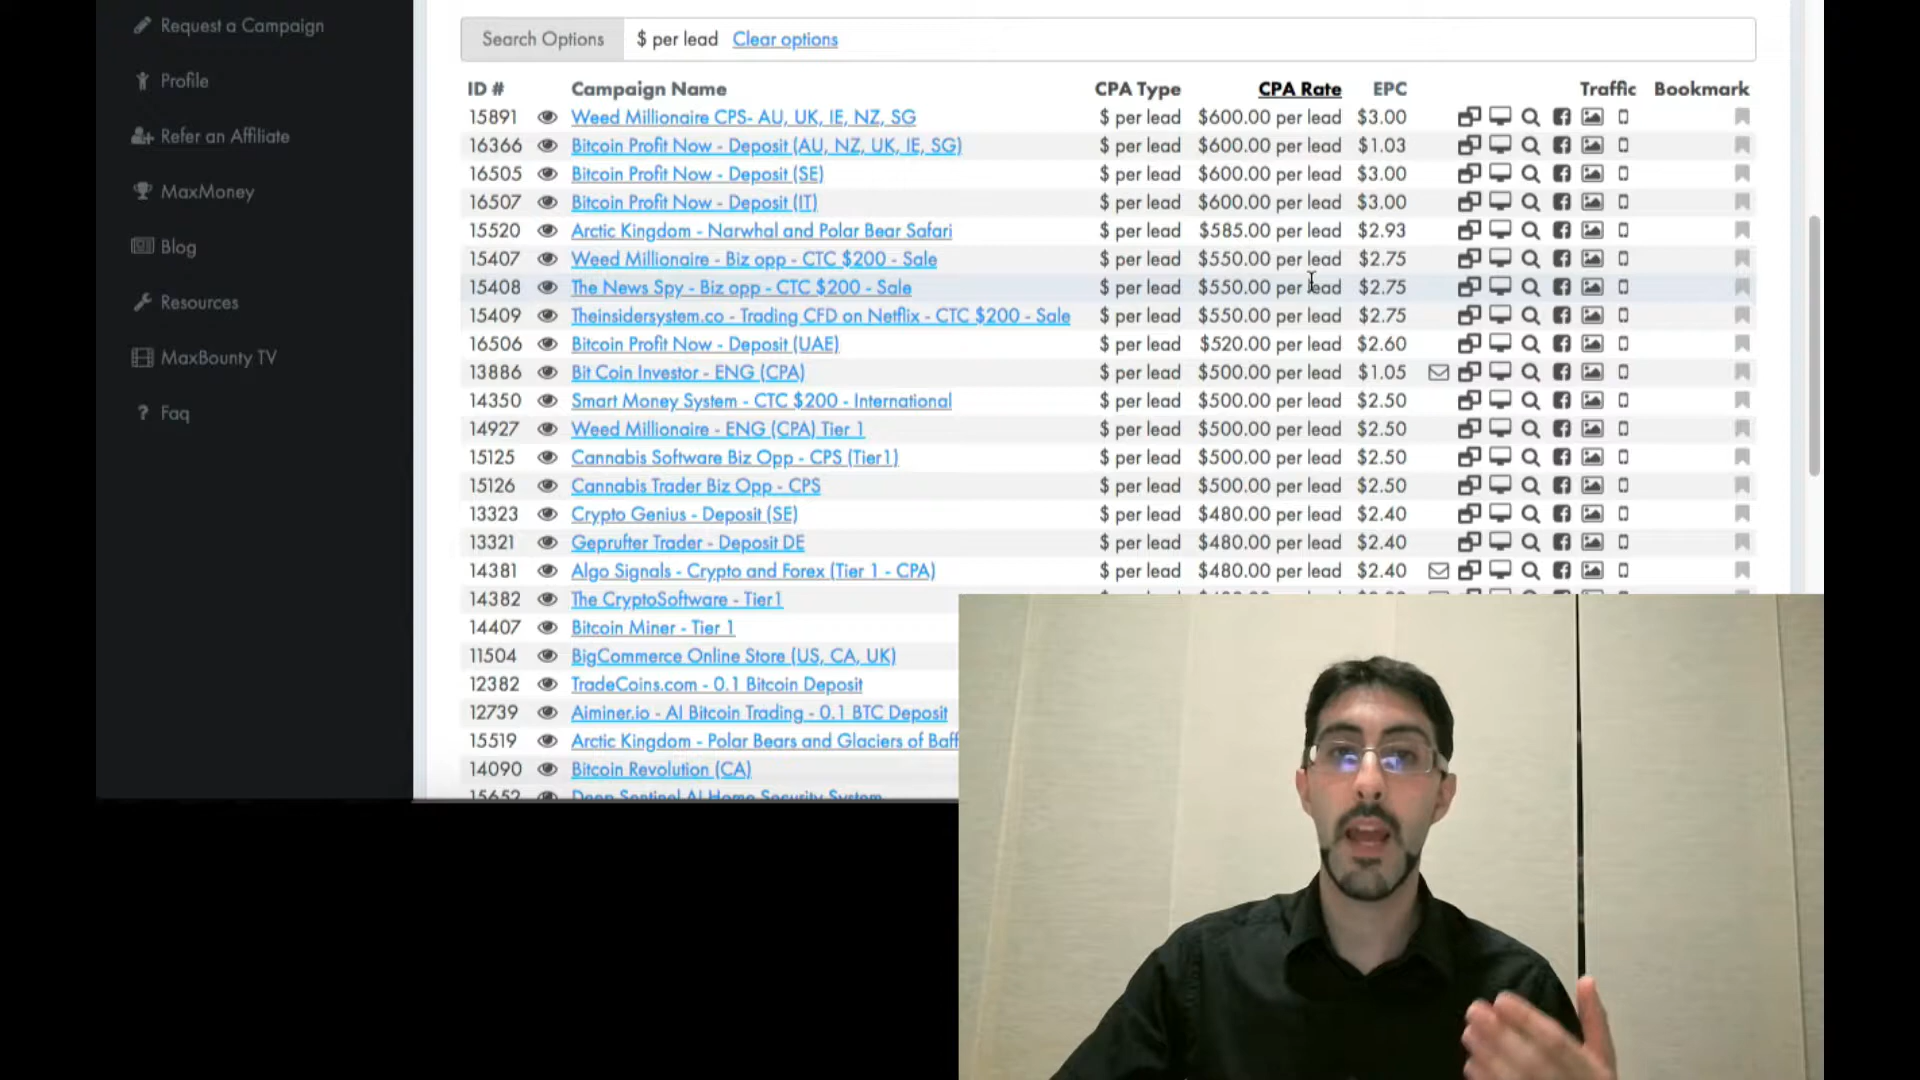 Request a Campaign
Profile
Refer an Affiliate
MaxMoney
Blog
Resources
MaxBounty TV
? Faq
Search Options $ per lead Clear options
ID # Campaign Name CPA Type CPA Rate EPC Traffic Bookmark
15891 Weed Millionaire CPS- AU, UK, IE, NZ, SG $ per lead $600.00 per lead $3.00
16366 Bitcoin Profit Now - Deposit (AU, NZ, UK, IE, SG) $ per lead $600.00 per lead $1.03
16505 Bitcoin Profit Now - Deposit (SE) $ per lead $600.00 per lead $3.00
16507 Bitcoin Profit Now - Deposit (IT) $ per lead $600.00 per lead $3.00
15520 Arctic Kingdom - Narwhal and Polar Bear Safari $ per lead $585.00 per lead $2.93
15407 Weed Millionaire - Biz opp - CTC $200 - Sale $ per lead $550.00 per lead $2.75
15408 The News Spy - Biz opp - CTC $200 - Sale $ per lead $550.00 per lead $2.75
15409 Theinsidersystem.co - Trading CFD on Netflix - CTC $200 - Sale $ per lead $550.00 per lead $2.75
16506 Bitcoin Profit Now - Deposit (UAE) $ per lead $520.00 per lead $2.60
13886 Bit Coin Investor - ENG (CPA) $ per lead $500.00 per lead $1.05
14350 Smart Money System - CTC $200 - International $ per lead $500.00 per lead $2.50
14927 Weed Millionaire - ENG (CPA) Tier 1 $ per lead $500.00 per lead $2.50
15125 Cannabis Software Biz Opp - CPS (Tier1) $ per lead $500.00 per lead $2.50
15126 Cannabis Trader Biz Opp - CPS $ per lead $500.00 per lead $2.50
13323 Crypto Genius - Deposit (SE) $ per lead $480.00 per lead $2.40
13321 Geprufter Trader - Deposit DE $ per lead $480.00 per lead $2.40
14381 Algo Signals - Crypto and Forex (Tier 1 - CPA) $ per lead $480.00 per lead $2.40
14382 The CryptoSoftware - Tier1
14407 Bitcoin Miner - Tier 1
11504 BigCommerce Online Store (US, CA, UK)
12382 TradeCoins.com - 0.1 Bitcoin Deposit
12739 Aiminer.io - AI Bitcoin Trading - 0.1 BTC Deposit
15519 Arctic Kingdom - Polar Bears and Glaciers of Baff
14090 Bitcoin Revolution (CA)
15652 Deep Sentinel AI Home Security System